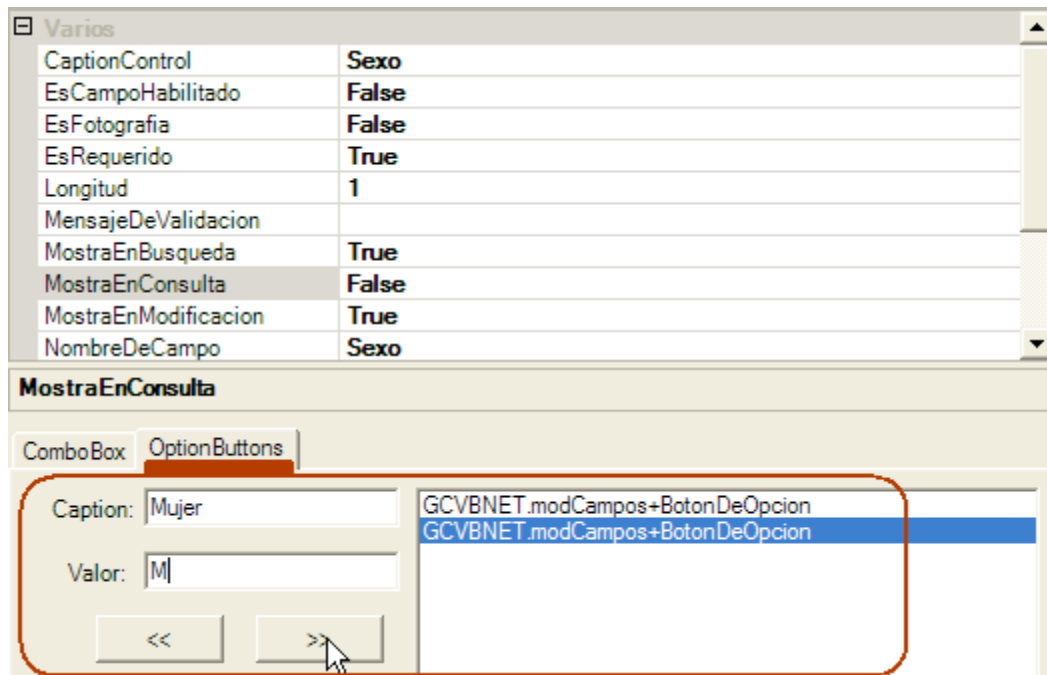 Varios
CaptionControl Sexo
EsCampoHabilitado False
EsFotografia False
EsRequerido True
Longitud 1
MensajeDeValidacion
MostraEnBusqueda True
MostraEnConsulta False
MostraEnModificacion True
NombreDeCampo Sexo
MostraEnConsulta
ComboBox OptionButtons
Caption: Mujer
GCVBNET.modCampos+BotonDeOpcion
GCVBNET.modCampos+BotonDeOpcion
Valor: M
<< >>